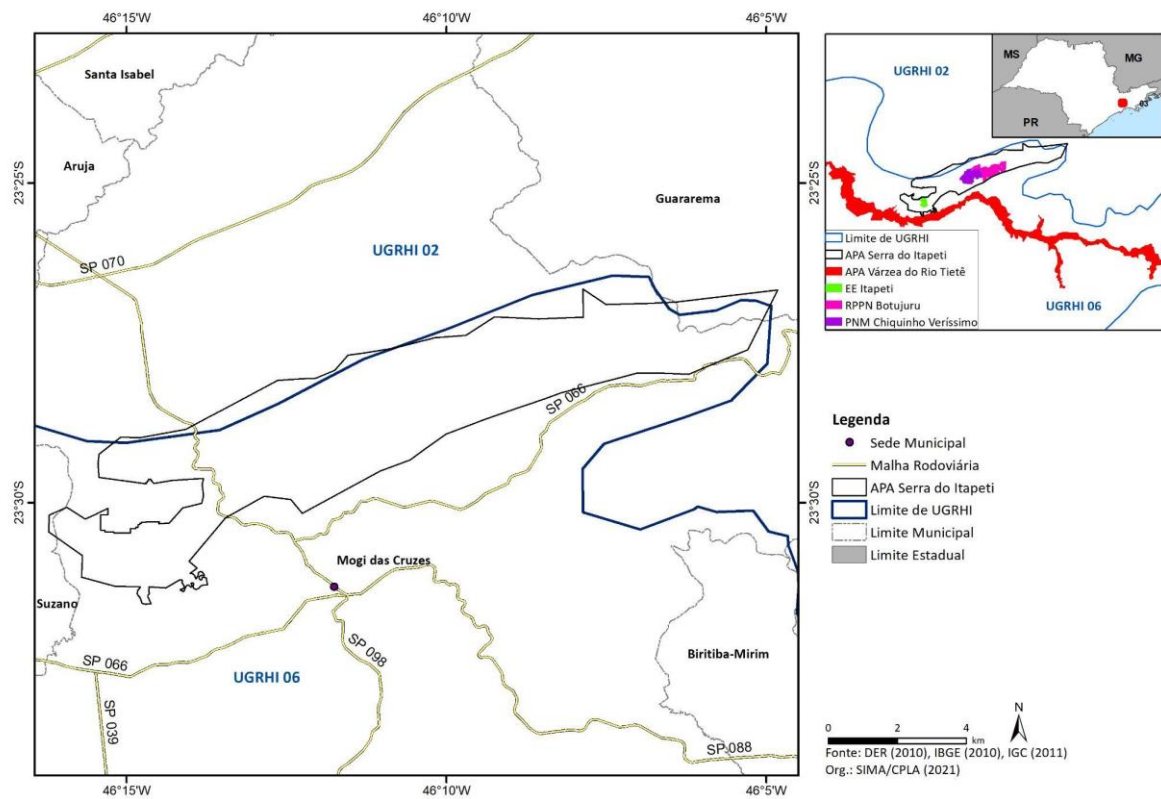 46°15'W
46°10'W
46°5'W
23°25'S
23°30'S
Santa Isabel
Aruja
Guararema
UGRHI 02
SP 070
SP 066
Mogi das Cruzes
Suzano
SP 066
SP 098
UGRHI 06
SP 039
Biritiba-Mirim
SP 088
23°25'S
23°30'S
46°15'W
46°10'W
46°5'W
UGRHI 02
MS
MG
PR
Limite de UGRHI
APA Serra do Itapeti
APA Várzea do Rio Tietê
EE Itapeti
RPPN Botujuru
PNM Chiquinho Veríssimo
UGRHI 06
Legenda
Sede Municipal
Malha Rodoviária
APA Serra do Itapeti
Limite de UGRHI
Limite Municipal
Limite Estadual
N
0 2 4
km
Fonte: DER (2010), IBGE (2010), IGC (2011)
Org.: SIMA/CPLA (2021)